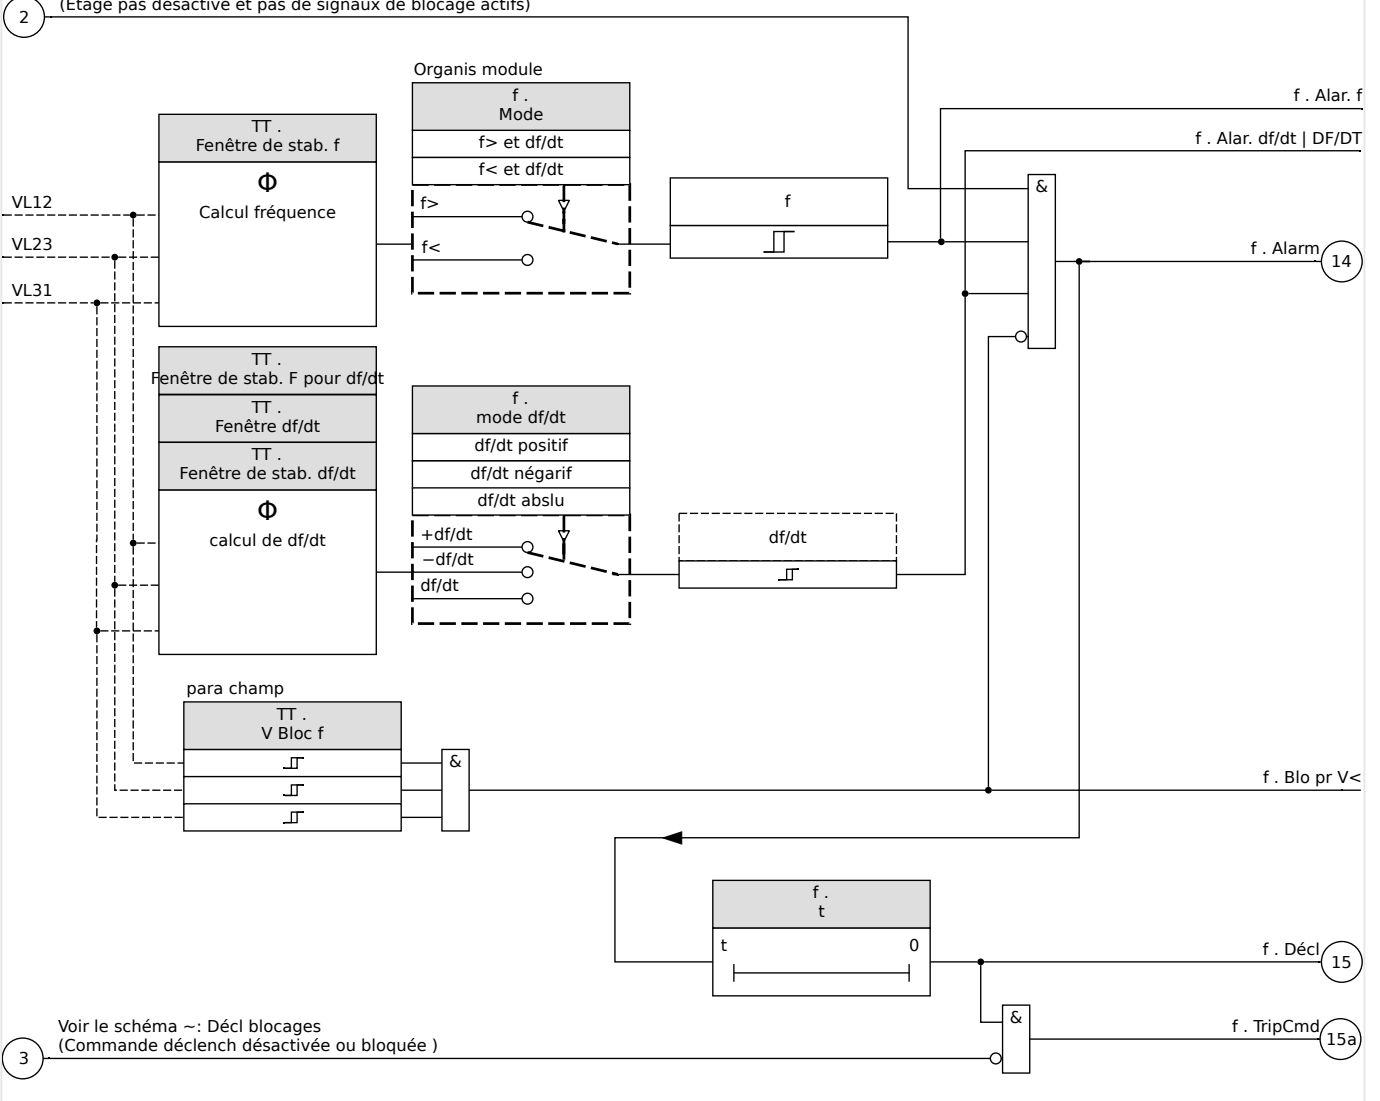 (Etage pas désactivé et pas de signaux de blocage actifs)
2
Organis module
f .
Mode
f> et df/dt
f< et df/dt
f>
f<
TT .
Fenêtre de stab. f
Φ
Calcul fréquence
VL12
VL23
VL31
f
&
f . Alar. f
f . Alar. df/dt | DF/DT
f . Alarm
14
TT .
Fenêtre de stab. F pour df/dt
TT .
Fenêtre df/dt
TT .
Fenêtre de stab. df/dt
Φ
calcul de df/dt
f .
mode df/dt
df/dt positif
df/dt négarif
df/dt abslu
+df/dt
−df/dt
df/dt
df/dt
para champ
TT .
V Bloc f
&
f . Blo pr V<
f .
t
t
0
f . Décl
15
&
f . TripCmd
15a
Voir le schéma ~: Décl blocages
(Commande déclench désactivée ou bloquée )
3